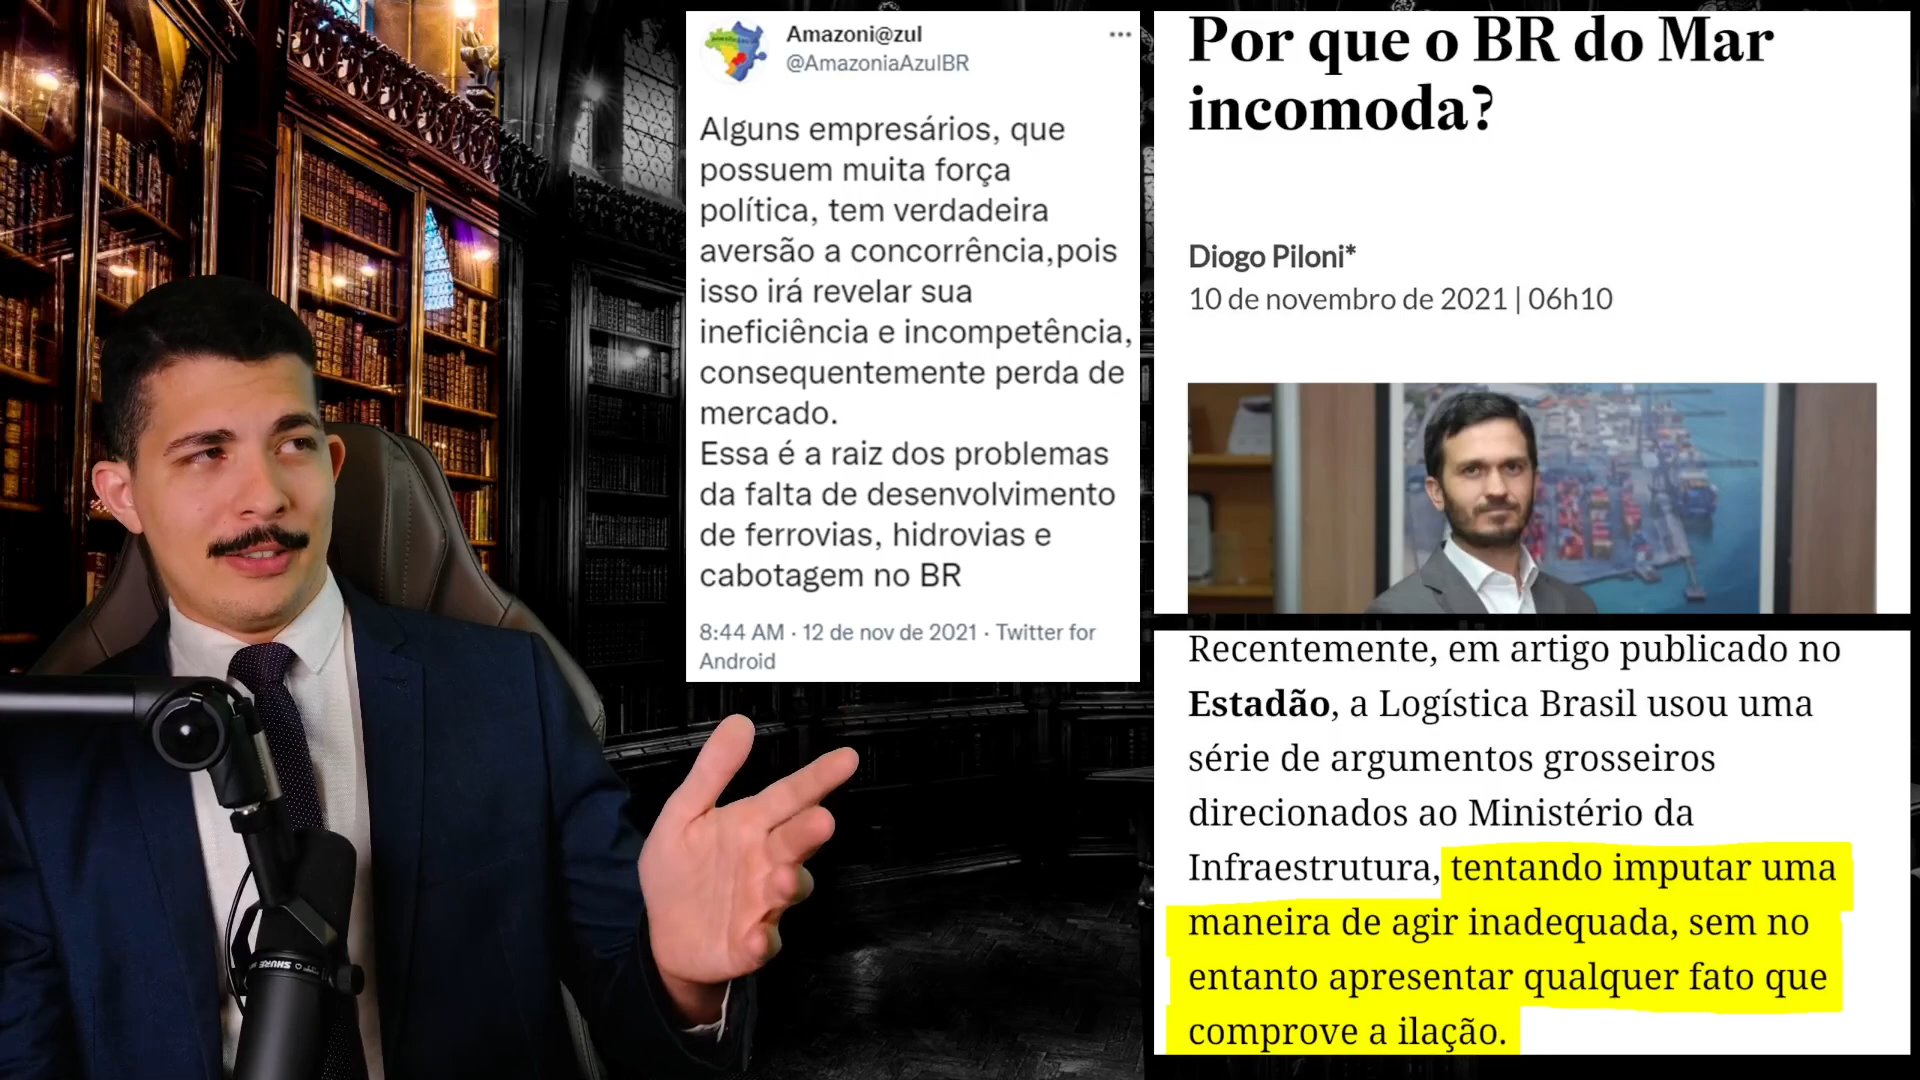 Amazoni@zul
@AmazoniaAzulBR
Alguns empresários, que
possuem muita força
política, tem verdadeira
aversão a concorrência,pois
isso irá revelar sua
ineficiência e incompetência,
consequentemente perda de
mercado.
Essa é a raiz dos problemas
da falta de desenvolvimento
de ferrovias, hidrovias e
cabotagem no BR
8:44 AM · 12 de nov de 2021 · Twitter for
Android
Por que o BR do Mar
incomoda?
Diogo Piloni*
10 de novembro de 2021 | 06h10
Recentemente, em artigo publicado no
Estadão, a Logística Brasil usou uma
série de argumentos grosseiros
direcionados ao Ministério da
Infraestrutura, tentando imputar uma
maneira de agir inadequada, sem no
entanto apresentar qualquer fato que
comprove a ilação.
SHURE